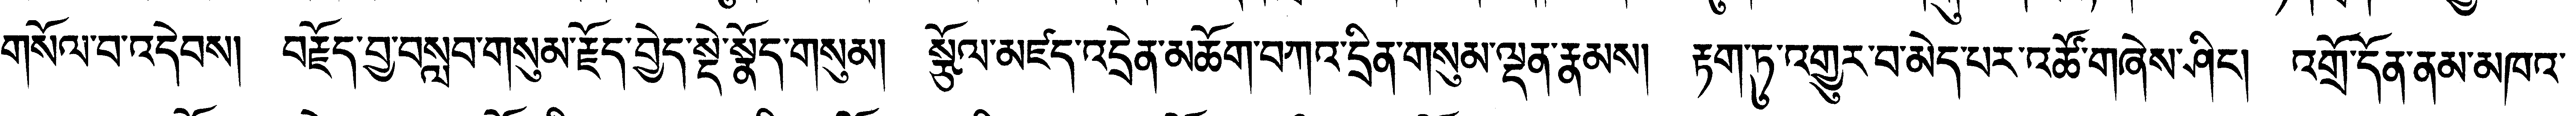 གསོལ་བ་འདེབས། བརྗོད་བྱ་བསླབ་གསུམ་རྗོད་བྱེད་སྡེ་སྣོད་གསུམ། སྩོལ་མཛད་འདྲེན་མཆོག་བཀའ་དྲིན་གསུམ་ལྡན་རྣམས། རྟག་ཏུ་འགྱུར་བ་མེད་པར་འཚོ་གཞེས་ཤིང། འགྲོ་དོན་ནམ་མཁའ་